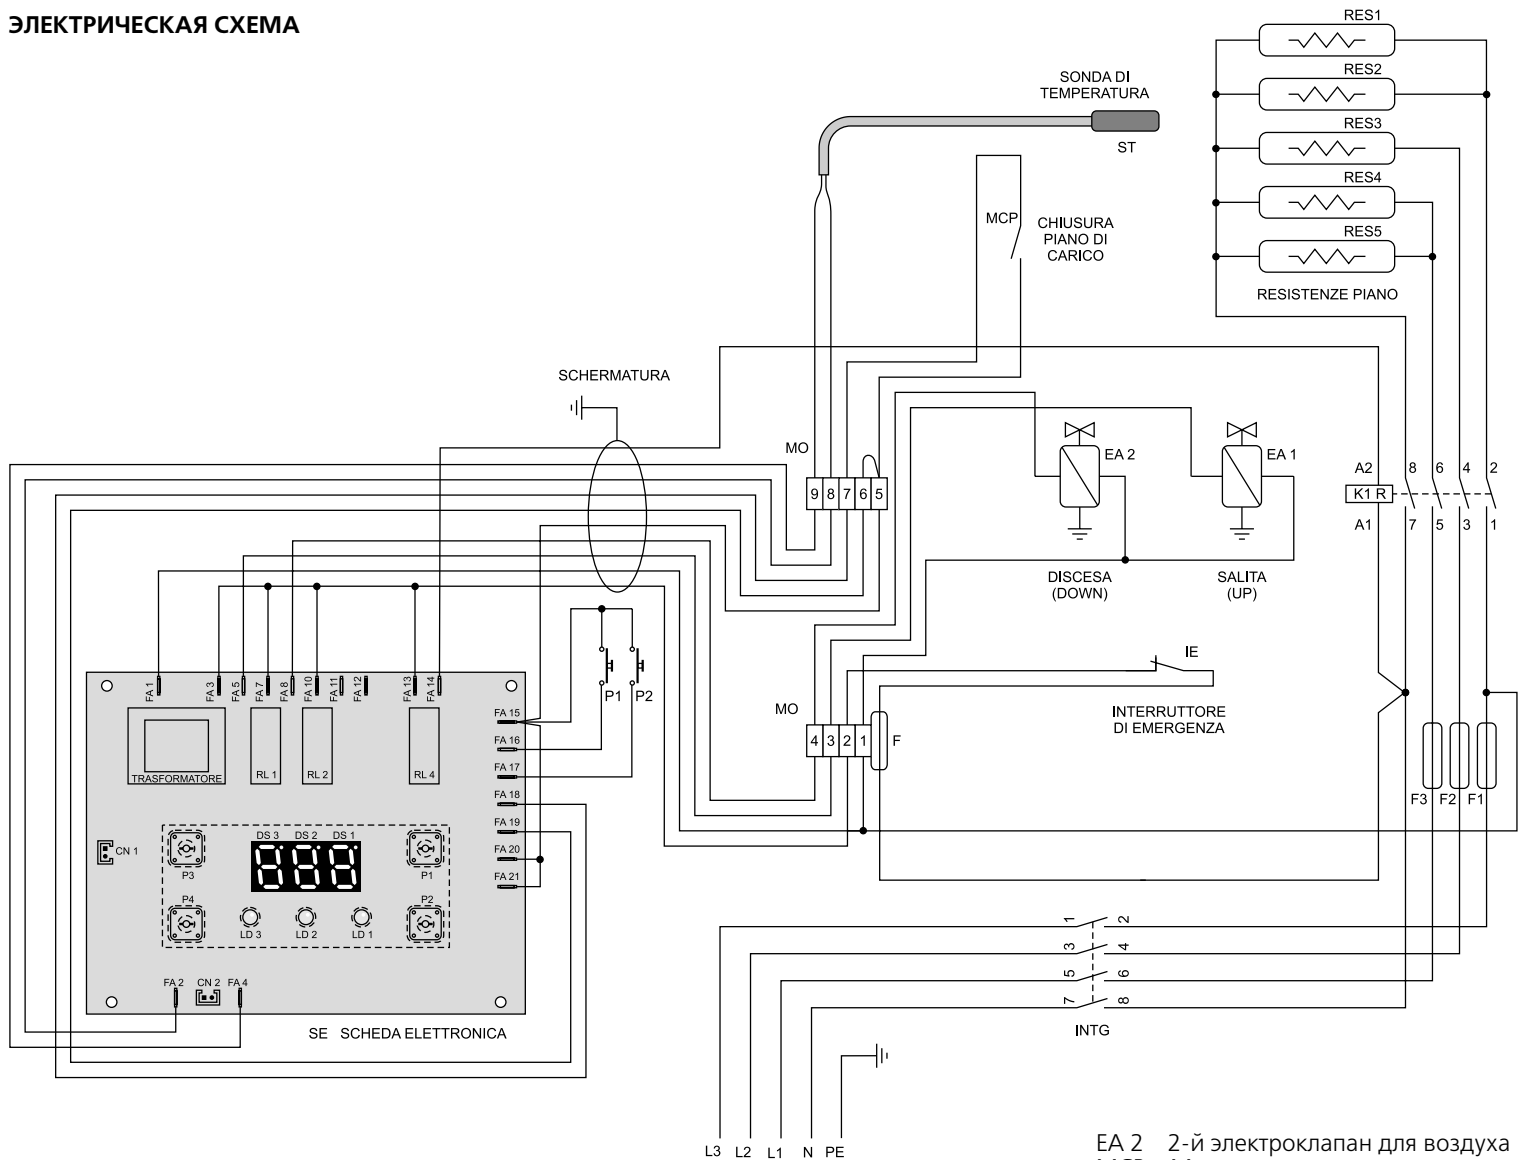 ЭЛЕКТРИЧЕСКАЯ СХЕМА
RES1
RES2
RES3
RES4
RES5
RESISTENZE PIANO
SONDA DI
TEMPERATURA
ST
MCP
CHIUSURA
PIANO DI
CARICO
SCHERMATURA
MO
9 8 7 6 5
EA 2
EA 1
DISCESA
(DOWN)
SALITA
(UP)
A2
K1 R
A1
8 6 4 2
7 5 3 1
IE
INTERRUTTORE
DI EMERGENZA
MO
4 3 2 1
F
F3 F2 F1
P1 P2
FA 1
FA 3
FA 5
FA 7
FA 8
FA 10
FA 11
FA 12
FA 13
FA 14
FA 15
FA 16
FA 17
FA 18
FA 19
FA 20
FA 21
TRASFORMATORE
RL 1
RL 2
RL 4
CN 1
DS 3 DS 2 DS 1
P3
P1
P4
P2
LD 3
LD 2
LD 1
FA 2
CN 2
FA 4
SE SCHEDA ELETTRONICA
1 2
3 4
5 6
7 8
INTG
L3 L2 L1 N PE
EA 2 2-й электроклапан для воздуха